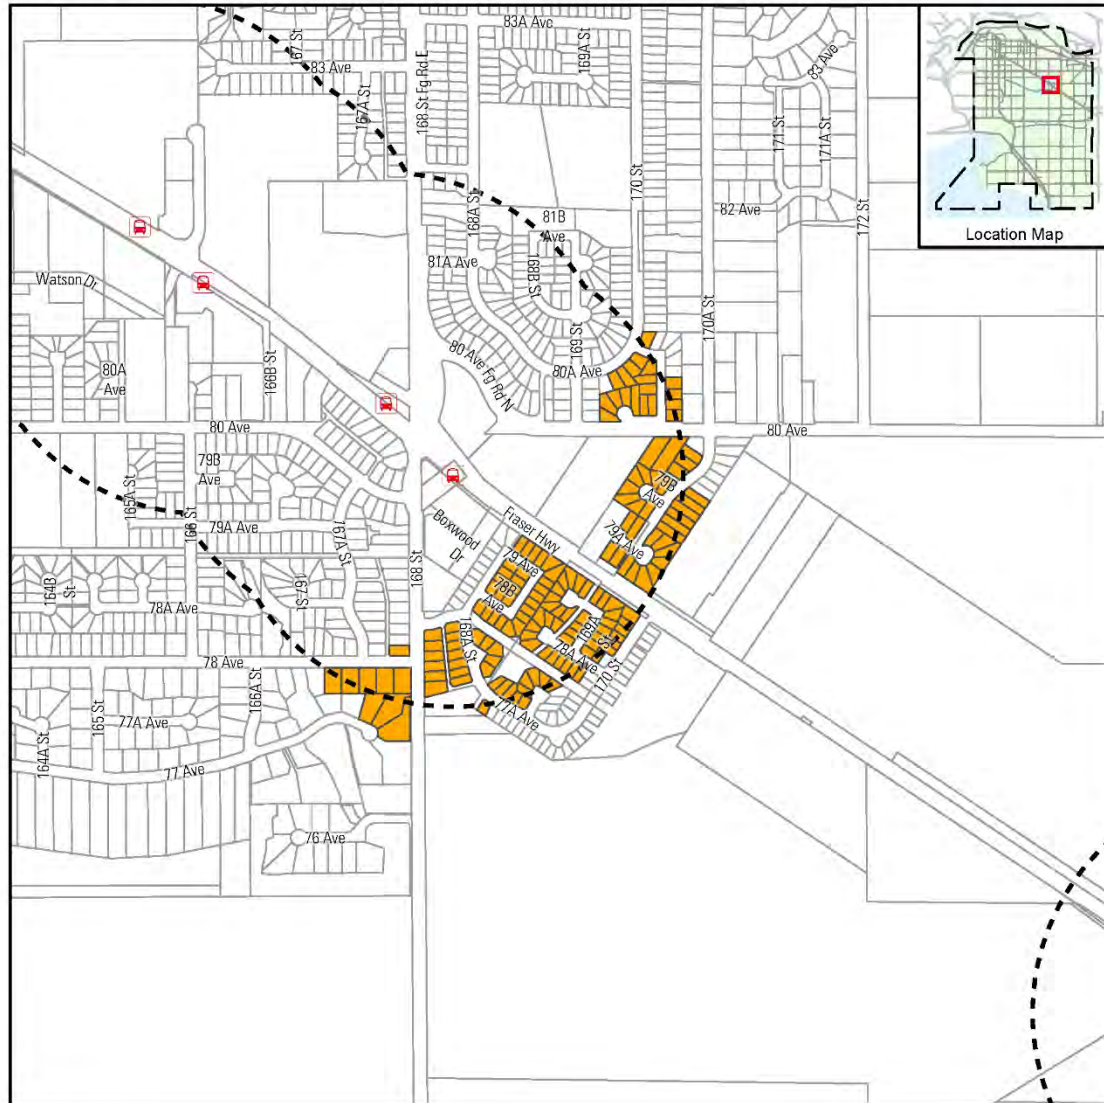 83A Ave
167 St
83 Ave
168 St Fg Rd E
169A St
83 Ave
167A St
171 St
171A St
170 St
172 St
82 Ave
168A St
81B
Ave
81A Ave
168B St
Watson Dr
170A St
169 St
80 Ave Fg Rd N
80A Ave
166B St
80A
Ave
80 Ave
80 Ave
79B
Ave
165A St
166 St
79A Ave
167A St
79B
Ave
79A Ave
Fraser Hwy
Boxwood
Dr
168 St
79 Ave
78B
Ave
164B
St
167 St
78A Ave
169A
St
78A Ave
168A St
170 St
78 Ave
166A St
165 St
77A Ave
77A Ave
164A St
77 Ave
76 Ave
Location Map